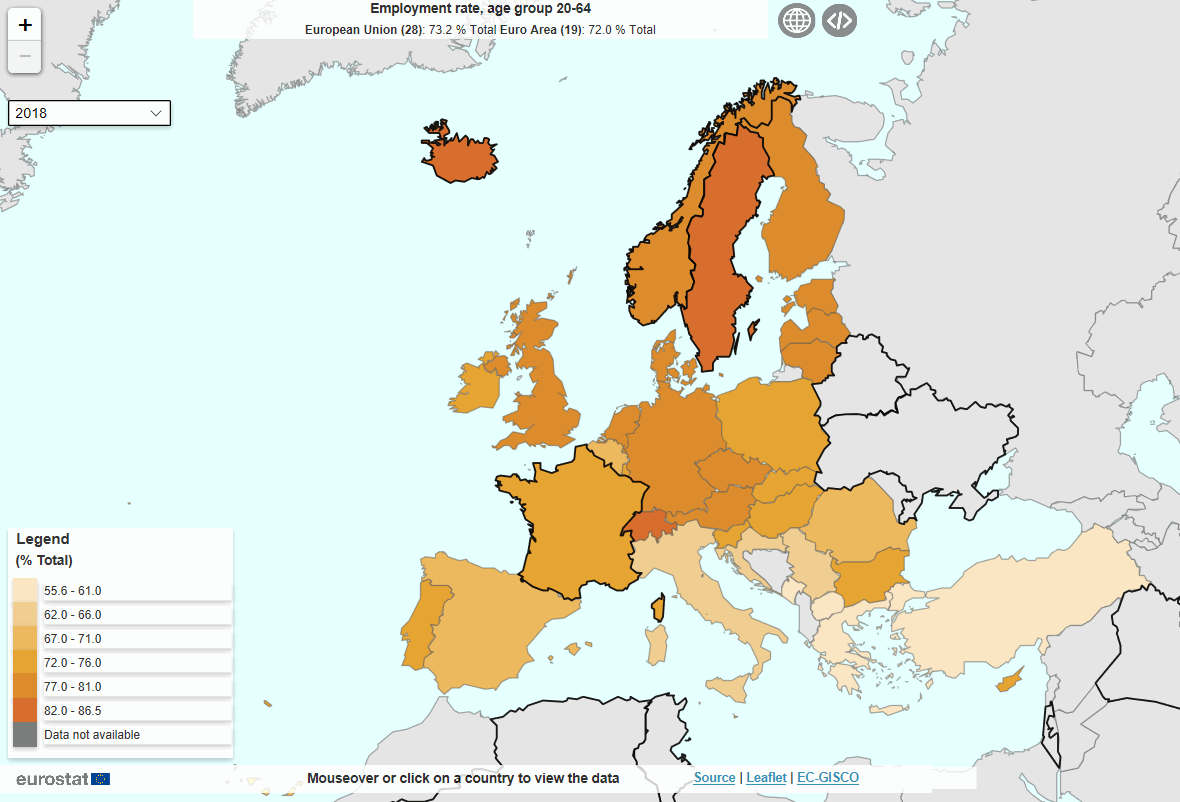 Employment rate, age group 20-64
European Union (28): 73.2 % Total Euro Area (19): 72.0 % Total
+
−
</>
2018
Legend
(% Total)
55.6 - 61.0
62.0 - 66.0
67.0 - 71.0
72.0 - 76.0
77.0 - 81.0
82.0 - 86.5
Data not available
eurostat
Mouseover or click on a country to view the data
Source | Leaflet | EC-GISCO